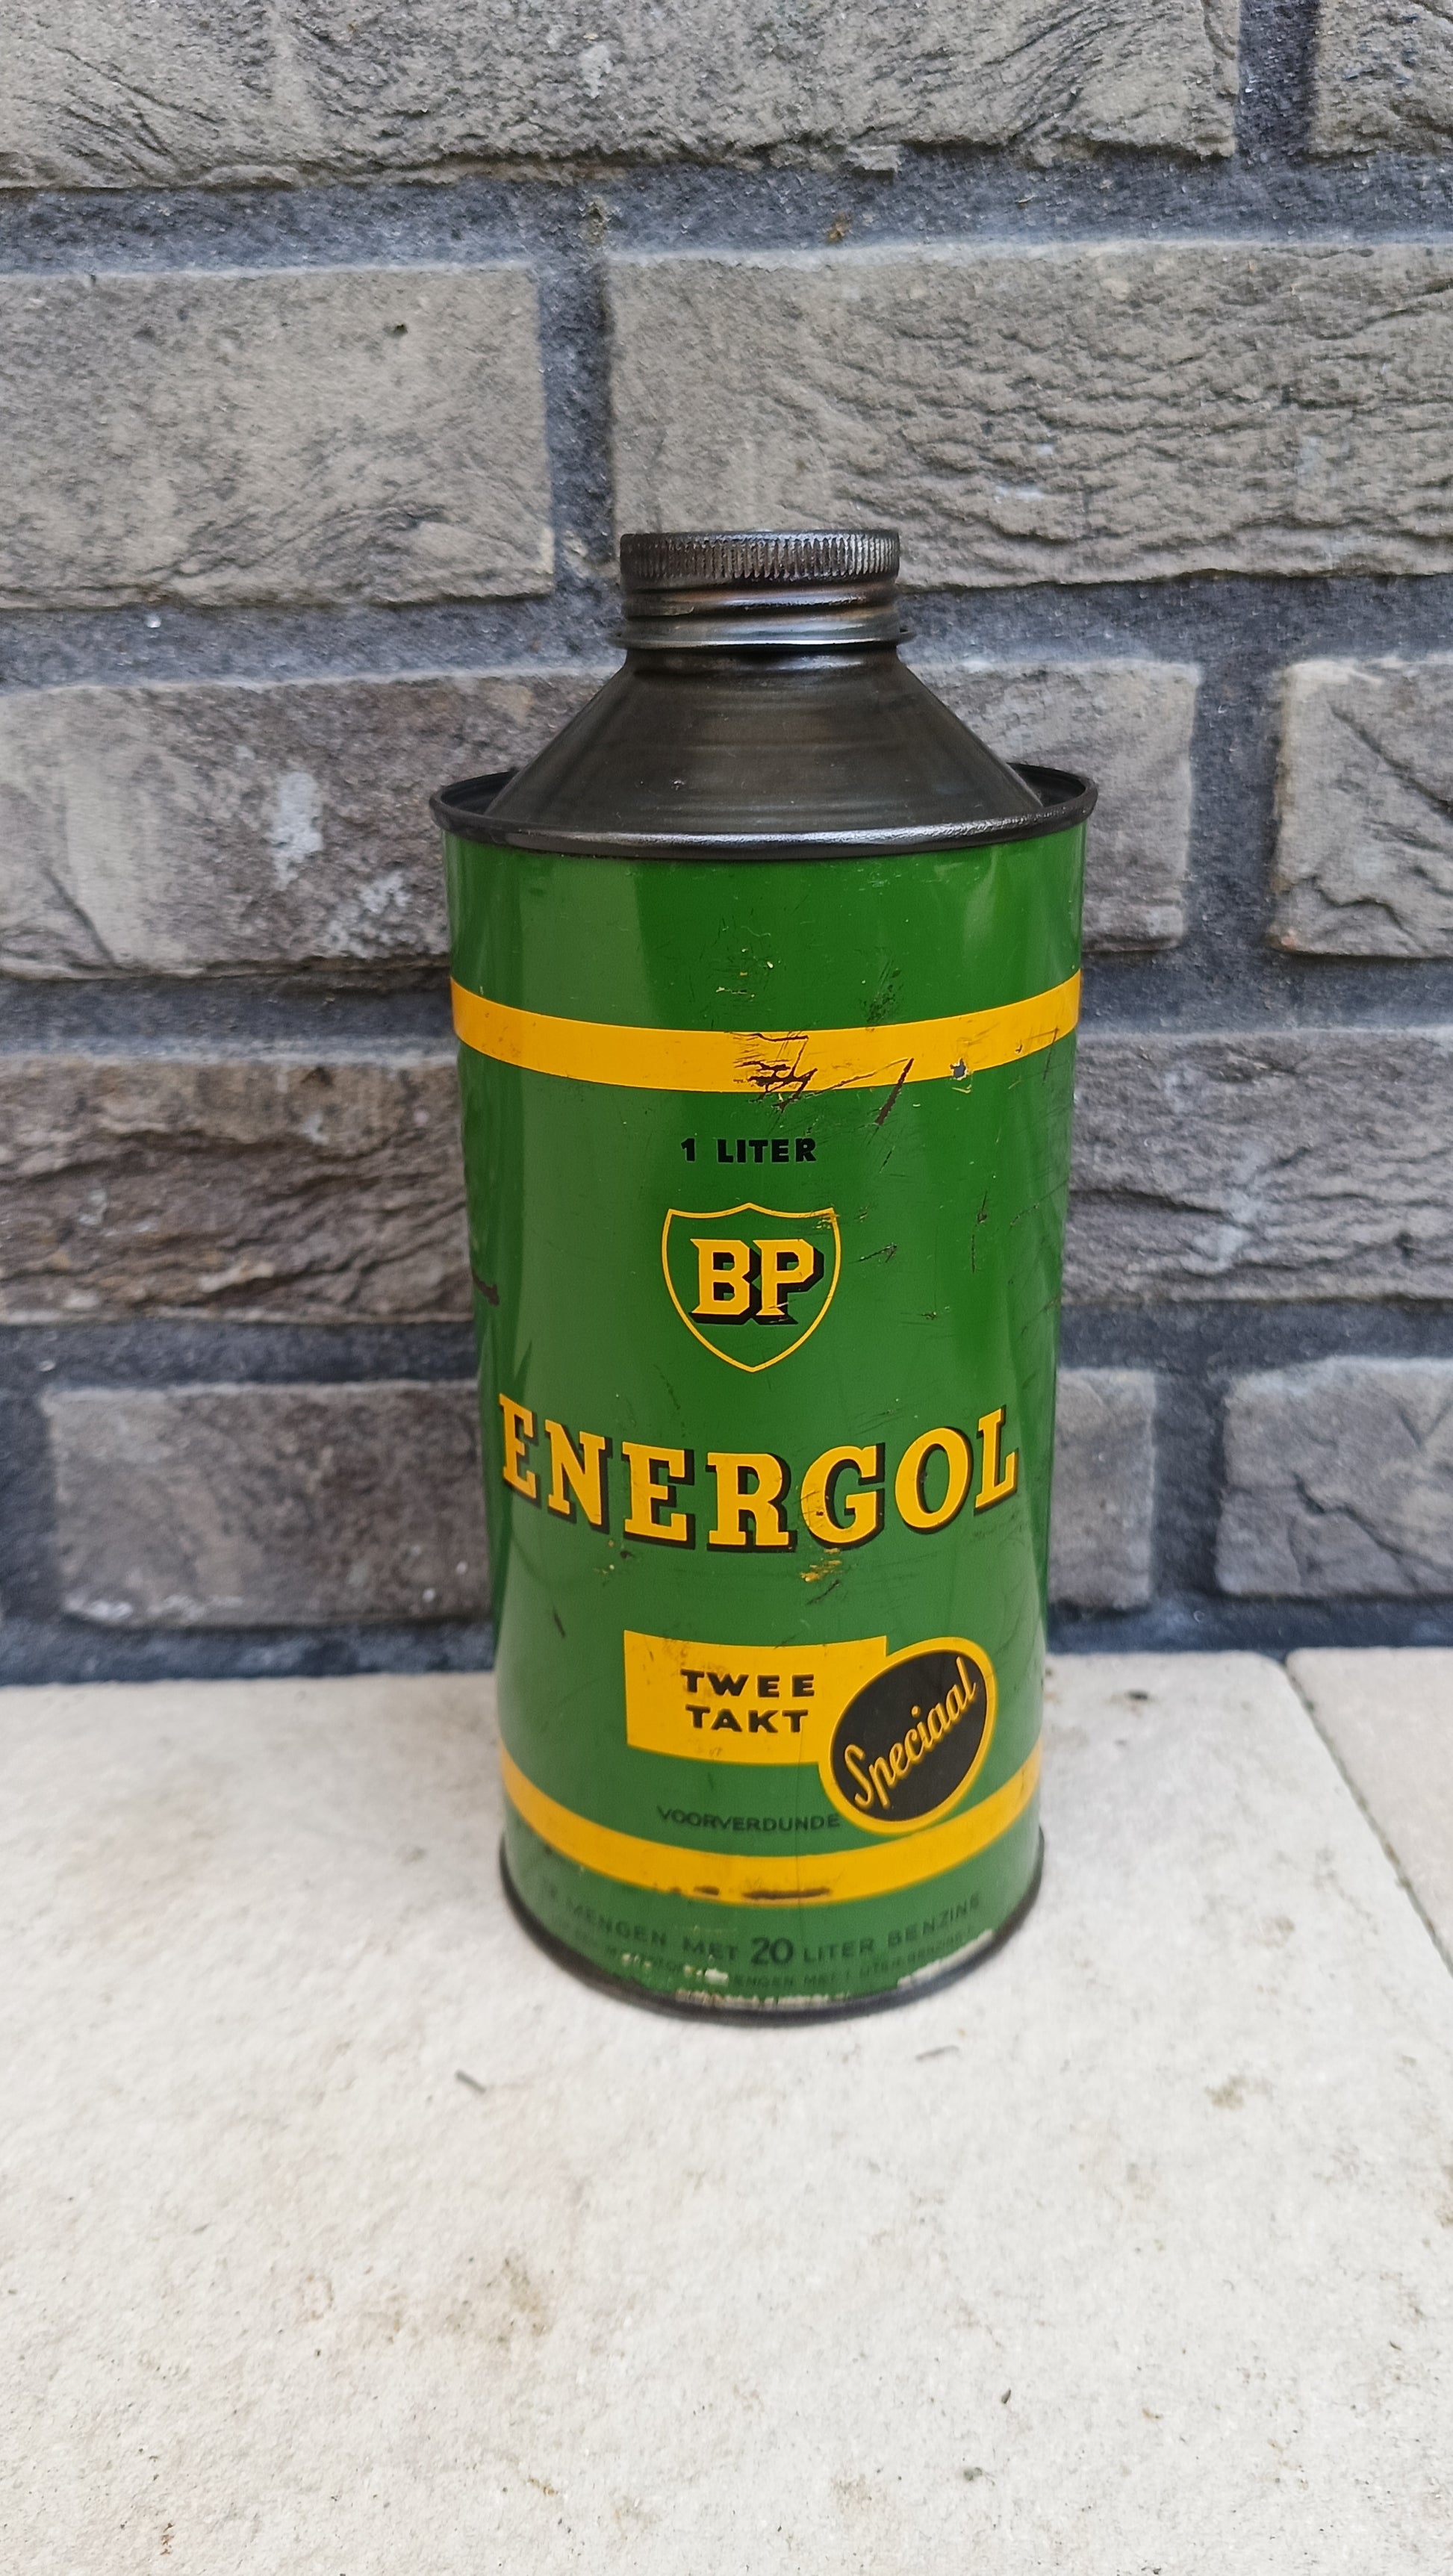 1 LITER
BP
ENERGOL
TWEE
TAKT
Speciaal
VOORVERDUNDE
MENGEN MET 20 LITER BENZINE